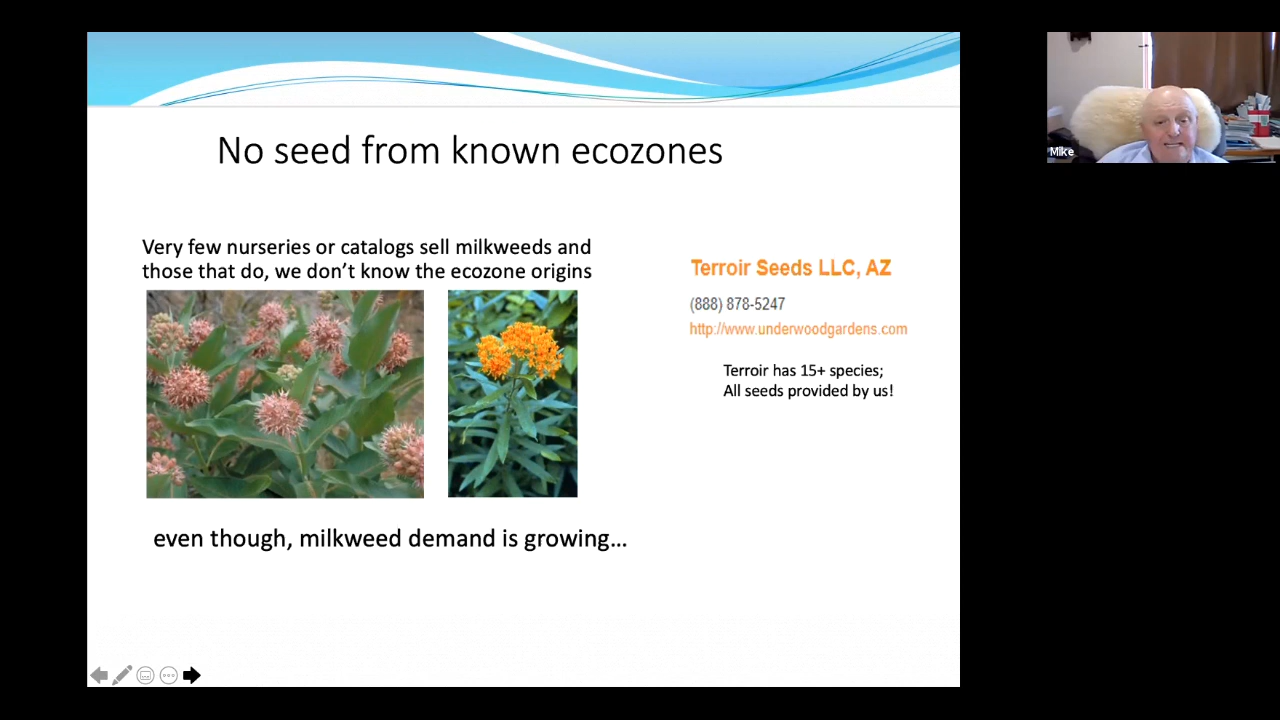 No seed from known ecozones
Very few nurseries or catalogs sell milkweeds and
those that do, we don’t know the ecozone origins
Terroir Seeds LLC, AZ
(888) 878-5247
http://www.underwoodgardens.com
Terroir has 15+ species;
All seeds provided by us!
even though, milkweed demand is growing…
Mike